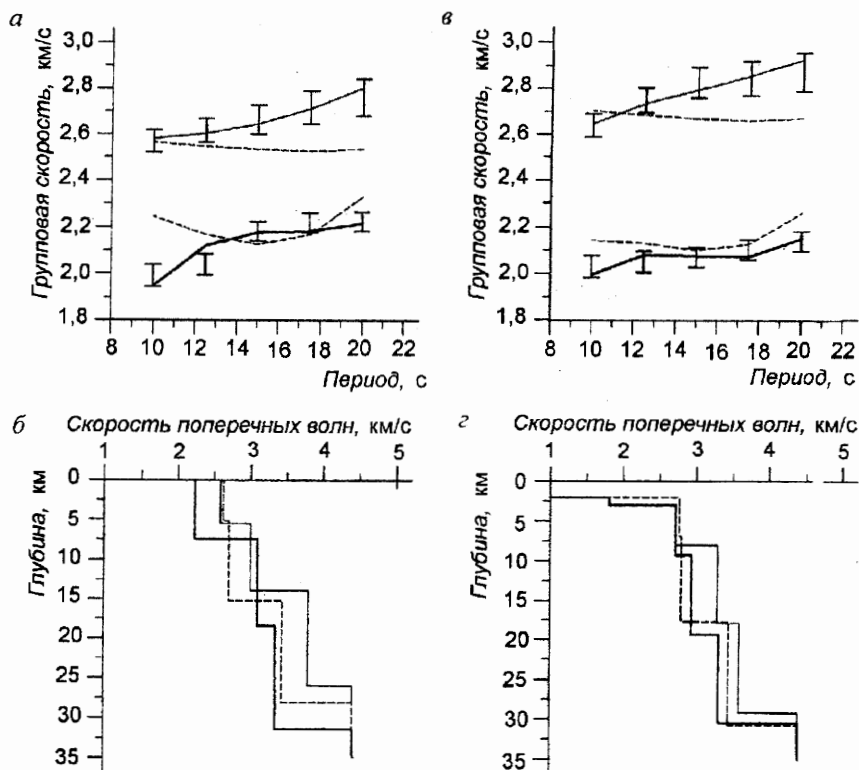 а
Групповая скорость, км/с
3,0
2,8
2,6
2,4
2,2
2,0
1,8
8 10 12 14 16 18 20 22
Период, с
в
Групповая скорость, км/с
3,0
2,8
2,6
2,4
2,2
2,0
1,8
8 10 12 14 16 18 20 22
Период, с
б
Скорость поперечных волн, км/с
1 2 3 4 5
Глубина, км
0
5
10
15
20
25
30
35
г
Скорость поперечных волн, км/с
1 2 3 4 5
Глубина, км
0
5
10
15
20
25
30
35